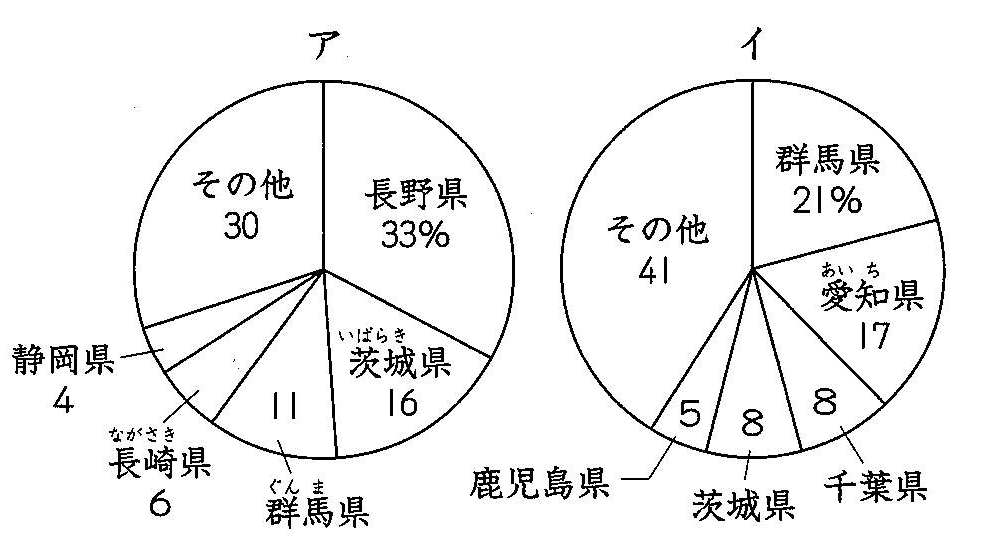 ア
長野県
33%
いばらき
茨城県
16
11
ぐんま
群馬県
ながさき
長崎県
6
静岡県
4
その他
30
イ
群馬県
21%
あいち
愛知県
17
8
千葉県
8
茨城県
5
鹿児島県
その他
41